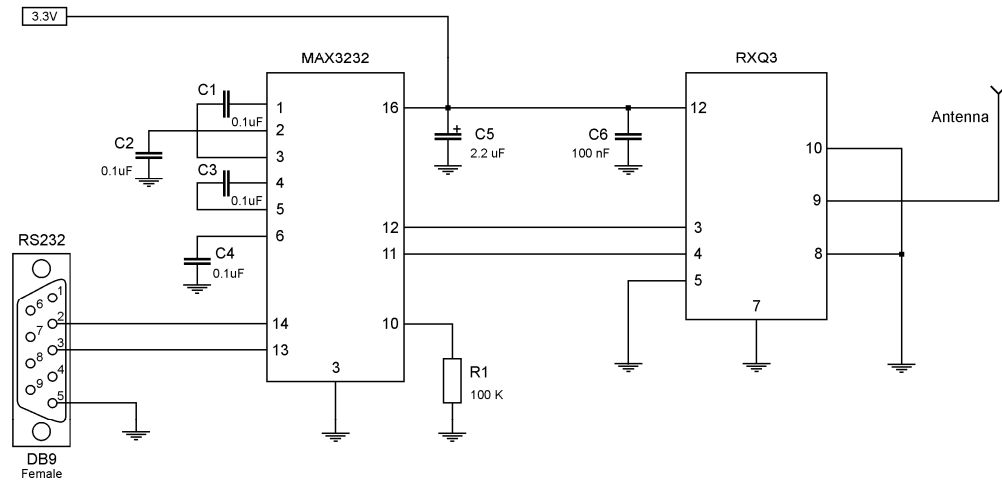 3.3V
MAX3232
RXQ3
C1
0.1uF
C2
0.1uF
C3
0.1uF
C4
0.1uF
1
2
3
4
5
6
14
13
3
16
12
11
10
C5
+
2.2 uF
C6
100 nF
R1
100 K
12
3
4
5
7
10
9
8
Antenna
RS232
1
6
2
7
3
8
4
9
5
DB9
Female